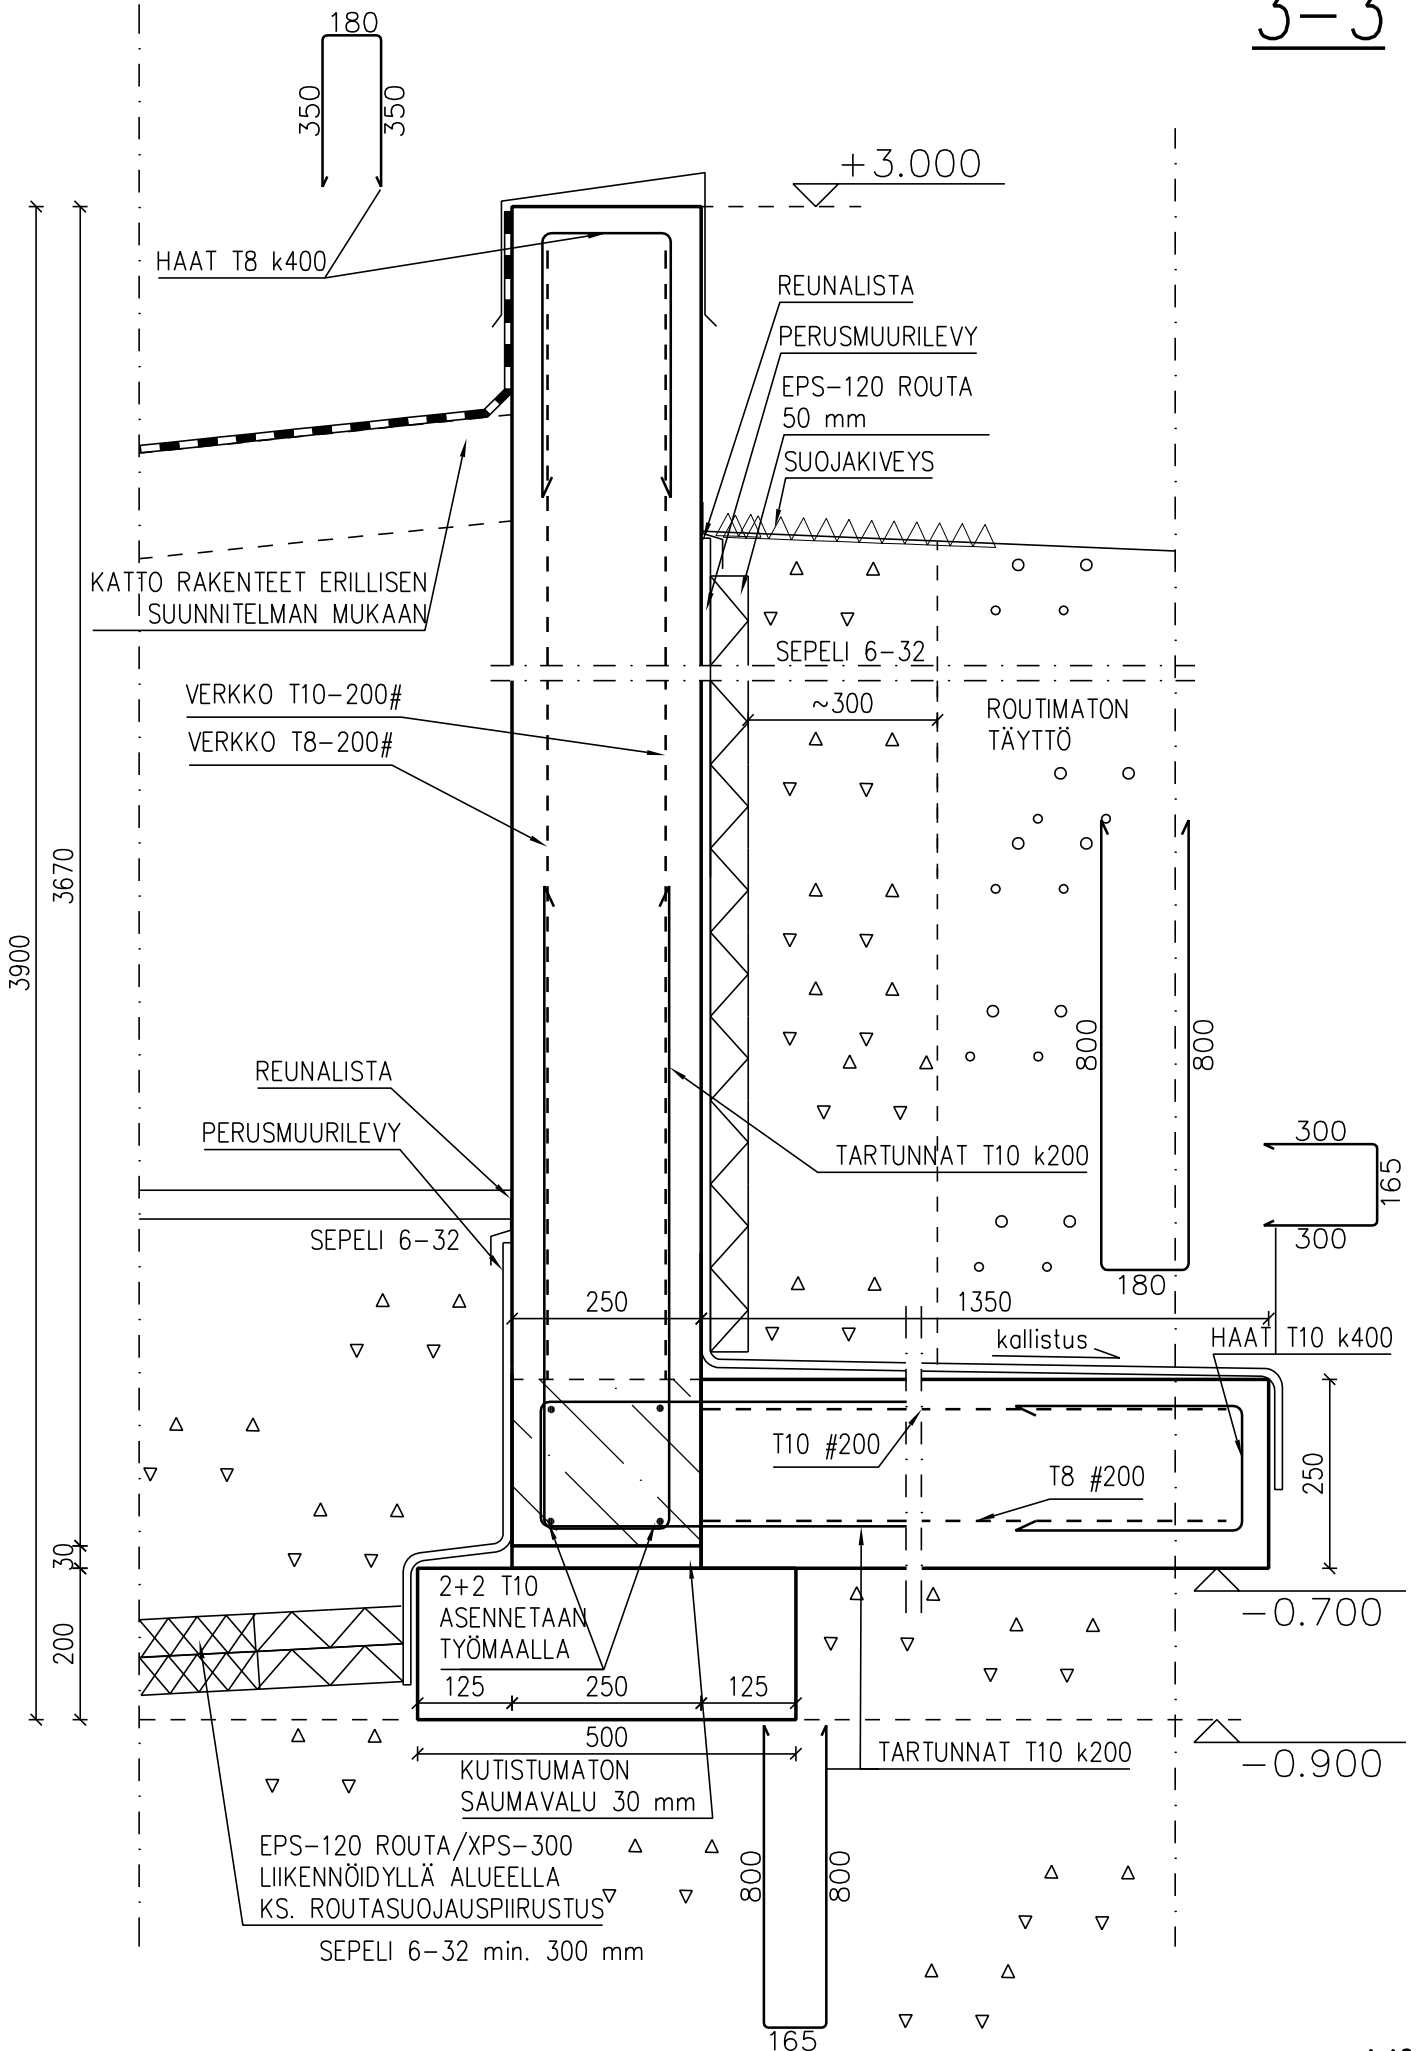 3-3
180
350
350
+3.000
HAAT T8 k400
REUNALISTA
PERUSMUURILEVY
EPS-120 ROUTA
50 mm
SUOJAKIVEYS
KATTO RAKENTEET ERILLISEN
SUUNNITELMAN MUKAAN
SEPELI 6-32
VERKKO T10-200#
VERKKO T8-200#
~300
ROUTIMATON
TÄYTTÖ
3670
3900
800
800
REUNALISTA
PERUSMUURILEVY
TARTUNNAT T10 k200
300
165
300
SEPELI 6-32
180
250
1350
kallistus
HAAT T10 k400
T10 #200
T8 #200
250
30
200
2+2 T10
ASENNETAAN
TYÖMAALLA
-0.700
125
250
125
500
TARTUNNAT T10 k200
-0.900
KUTISTUMATON
SAUMAVALU 30 mm
EPS-120 ROUTA/XPS-300
LIIKENNÖIDYLLÄ ALUEELLA
KS. ROUTASUOJAUSPIIRUSTUS
800
800
SEPELI 6-32 min. 300 mm
165